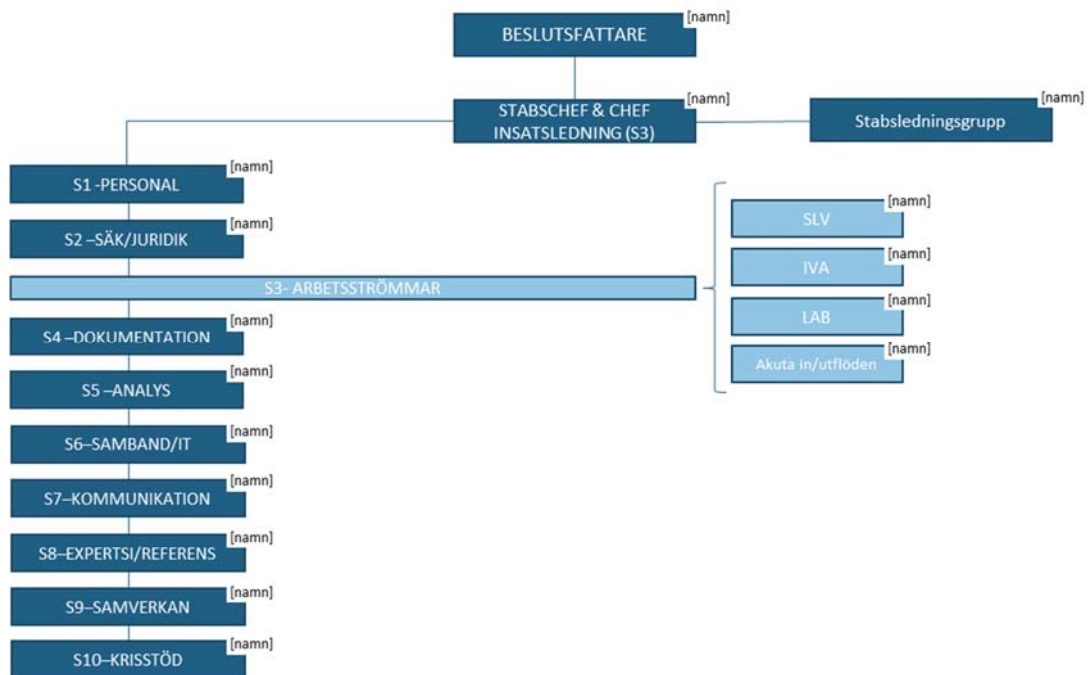 [namn]
BESLUTSFATTARE
[namn]
STABSCHEF & CHEF
INSATSLEDNING (S3)
[namn]
Stabsledningsgrupp
[namn]
S1 -PERSONAL
[namn]
S2 –SÄK/JURIDIK
S3- ARBETSSTRÖMMAR
[namn]
SLV
[namn]
IVA
[namn]
LAB
[namn]
Akuta in/utflöden
[namn]
S4 –DOKUMENTATION
[namn]
S5 –ANALYS
[namn]
S6–SAMBAND/IT
[namn]
S7–KOMMUNIKATION
[namn]
S8–EXPERTSI/REFERENS
[namn]
S9–SAMVERKAN
[namn]
S10–KRISSTÖD